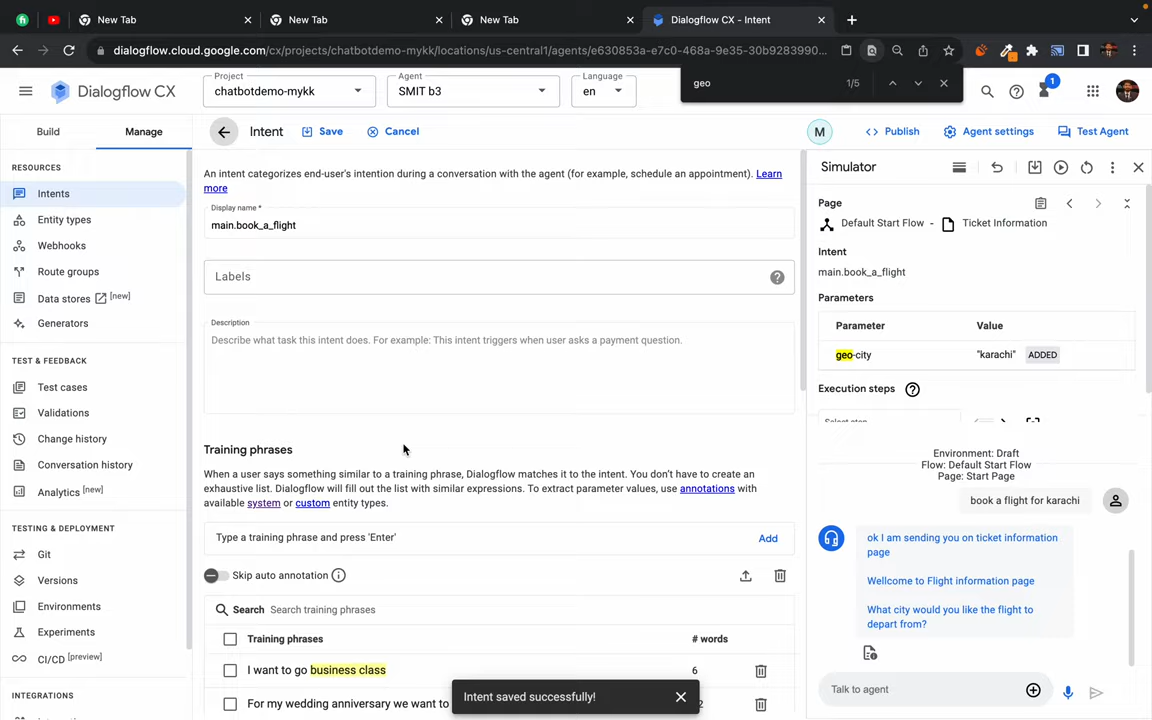 New Tab
New Tab
New Tab
Dialogflow CX - Intent
dialogflow.cloud.google.com/cx/projects/chatbotdemo-mykk/locations/us-central1/agents/e630853a-e7c0-468a-9e35-30b9283990...
geo
1/5
Dialogflow CX
Project
chatbotdemo-mykk
Agent
SMIT b3
Language
en
1
Build
Manage
Intent
Save
Cancel
M
Publish
Agent settings
Test Agent
RESOURCES
Intents
Entity types
Webhooks
Route groups
Data stores [new]
Generators
TEST & FEEDBACK
Test cases
Validations
Change history
Conversation history
Analytics [new]
TESTING & DEPLOYMENT
Git
Versions
Environments
Experiments
CI/CD [preview]
INTEGRATIONS
An intent categorizes end-user's intention during a conversation with the agent (for example, schedule an appointment). Learn
more
Display name *
main.book_a_flight
Labels
Description
Describe what task this intent does. For example: This intent triggers when user asks a payment question.
Training phrases
When a user says something similar to a training phrase, Dialogflow matches it to the intent. You don't have to create an
exhaustive list. Dialogflow will fill out the list with similar expressions. To extract parameter values, use annotations with
available system or custom entity types.
Type a training phrase and press 'Enter'
Add
Skip auto annotation
Search Search training phrases
Training phrases
# words
I want to go business class
6
For my wedding anniversary we want to
Intent saved successfully!
Simulator
Page
Default Start Flow - Ticket Information
Intent
main.book_a_flight
Parameters
Parameter
Value
geo-city
"karachi" ADDED
Execution steps
Environment: Draft
Flow: Default Start Flow
Page: Start Page
book a flight for karachi
ok I am sending you on ticket information
page
Wellcome to Flight information page
What city would you like the flight to
depart from?
Talk to agent